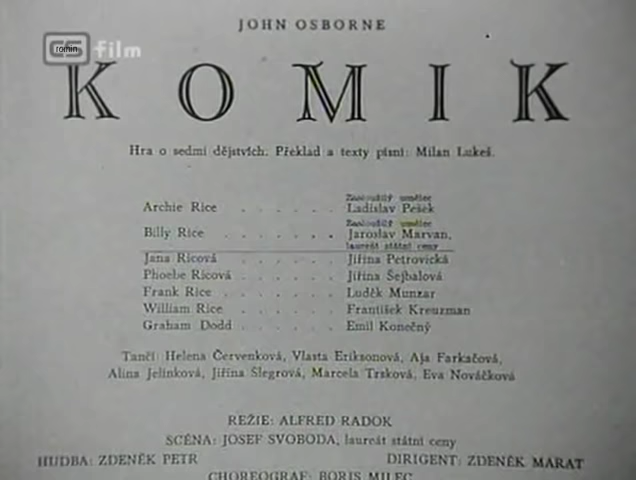 JOHN OSBORNE
CS film
rohin
KOMIK
Hra o sedmi dějstvích. Překlad a texty písní: Milan Lukeš.
Zasloužilý umělec
Archie Rice . . . . . . Ladislav Pešek
Zasloužilý umělec
Billy Rice . . . . . . . Jaroslav Marvan,
laureát státní ceny
Jana Ricová . . . . . . Jiřina Petrovická
Phoebe Ricová . . . . . Jiřina Šejbalová
Frank Rice . . . . . . Luděk Munzar
William Rice . . . . . František Kreuzman
Graham Dodd . . . . . Emil Konečný
Tančí: Helena Červenková, Vlasta Eriksonová, Aja Farkačová,
Alina Jelínková, Jiřina Šlegrová, Marcela Trsková, Eva Nováčková
REŽIE: ALFRED RADOK
SCÉNA: JOSEF SVOBODA, laureát státní ceny
HUDBA: ZDENĚK PETR DIRIGENT: ZDENĚK MARAT
CHOREOGRAF: BORIS MILEC